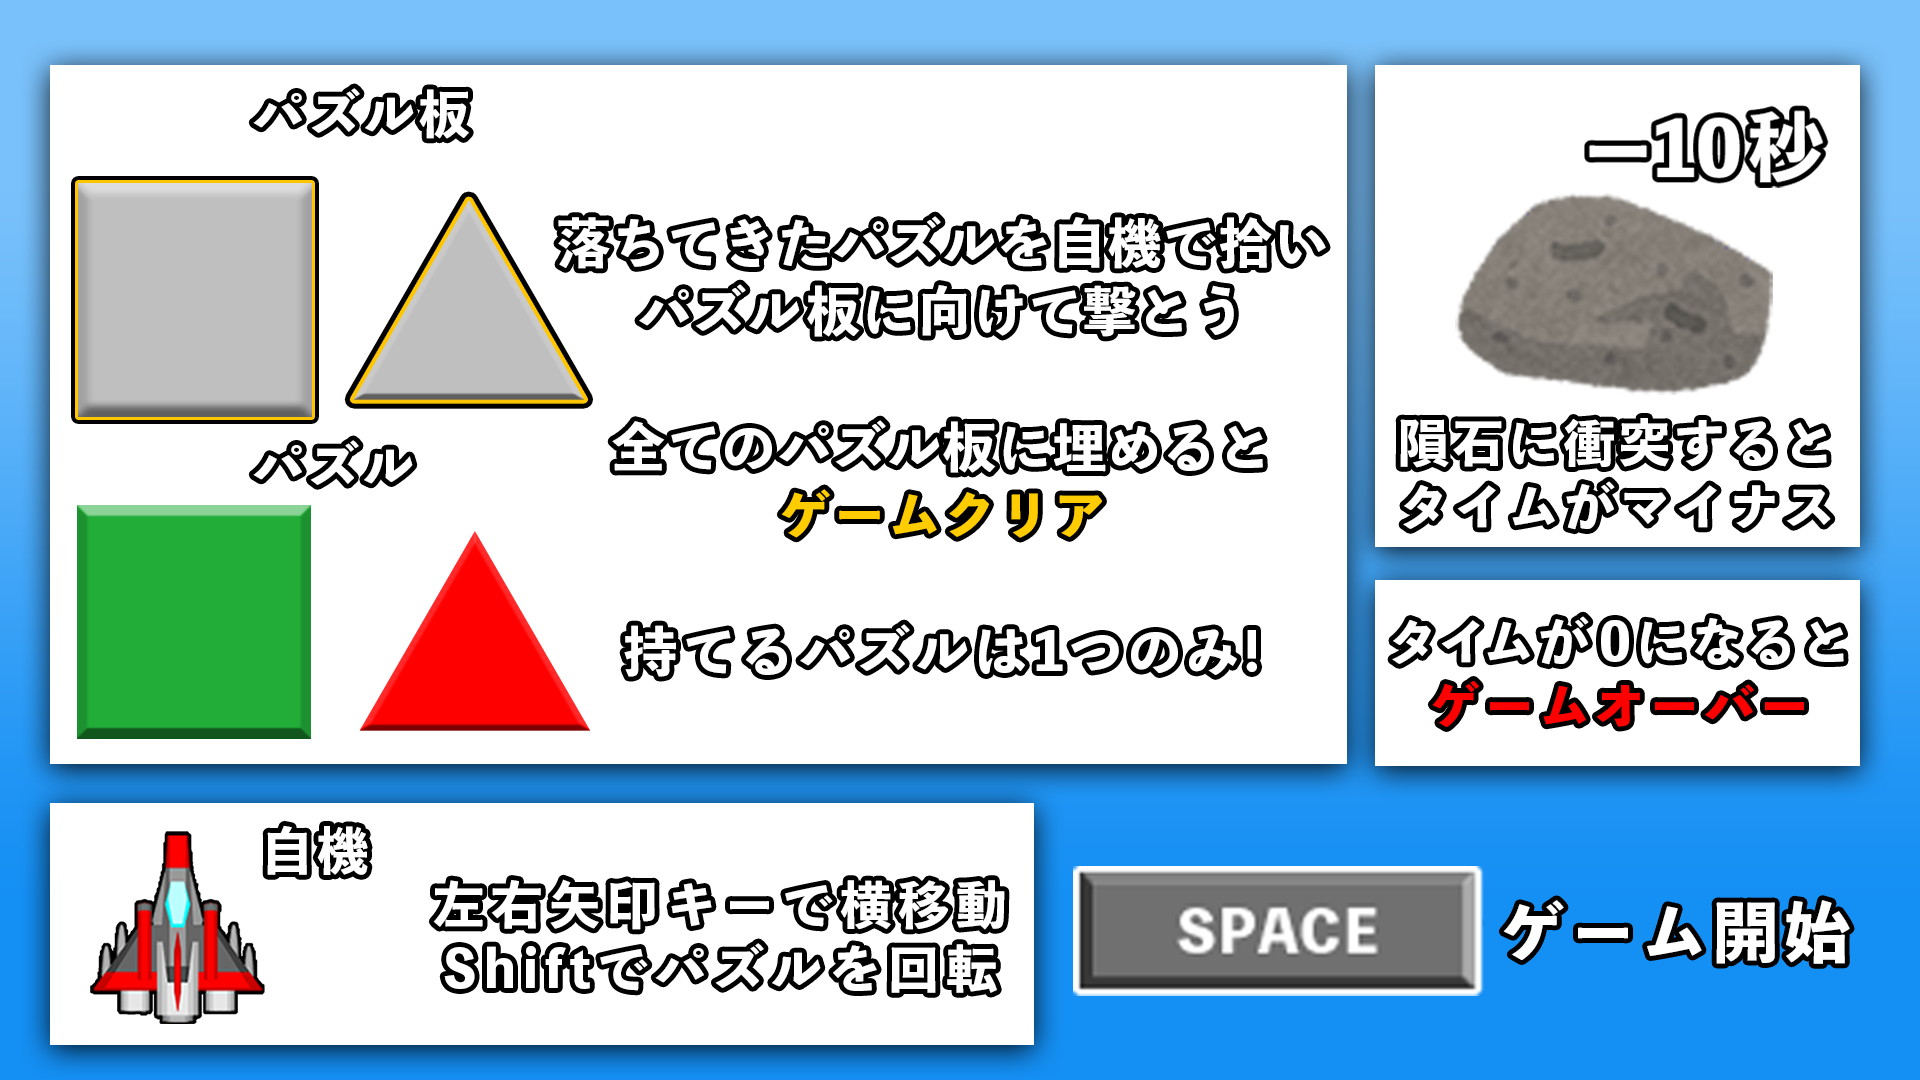 パズル板
落ちてきたパズルを自機で拾い
パズル板に向けて撃とう
全てのパズル板に埋めると
ゲームクリア
パズル
持てるパズルは1つのみ!
ー10秒
隕石に衝突すると
タイムがマイナス
タイムが0になると
ゲームオーバー
自機
左右矢印キーで横移動
Shiftでパズルを回転
SPACE
ゲーム開始